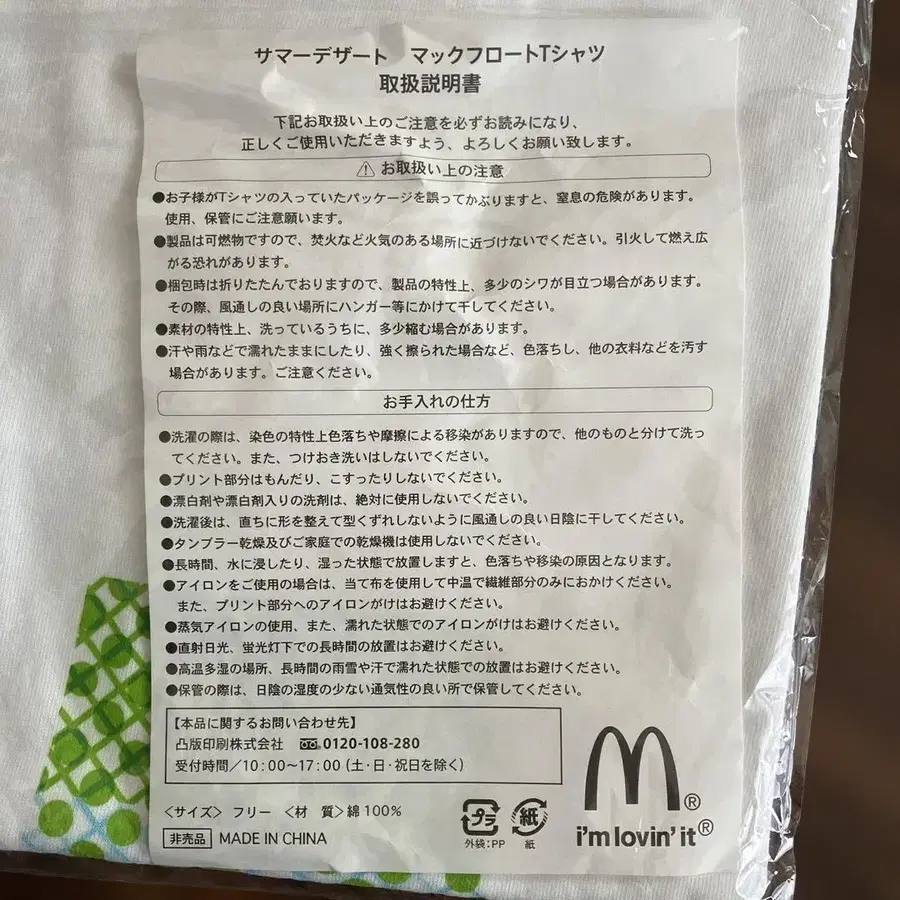 サマーデザート　マックフロートTシャツ
取扱説明書
下記お取扱い上のご注意を必ずお読みになり、
正しくご使用いただきますよう、よろしくお願い致します。
お取扱い上の注意
●お子様がTシャツの入っていたパッケージを誤ってかぶりますと、窒息の危険があります。
使用、保管にご注意願います。
●製品は可燃物ですので、焚火など火気のある場所に近づけないでください。引火して燃え広
がる恐れがあります。
●梱包時は折りたたんでおりますので、製品の特性上、多少のシワが目立つ場合があります。
その際、風通しの良い場所にハンガー等にかけて干してください。
●素材の特性上、洗っているうちに、多少縮む場合があります。
●汗や雨などで濡れたままにしたり、強く擦られた場合など、色落ちし、他の衣料などを汚す
場合があります。ご注意ください。
お手入れの仕方
●洗濯の際は、染色の特性上色落ちや摩擦による移染がありますので、他のものと分けて洗っ
てください。また、つけおき洗いはしないでください。
●プリント部分はもんだり、こすったりしないでください。
●漂白剤や漂白剤入りの洗剤は、絶対に使用しないでください。
●洗濯後は、直ちに形を整えて型くずれしないように風通しの良い日陰に干してください。
●タンブラー乾燥及びご家庭での乾燥機は使用しないでください。
●長時間、水に浸したり、湿った状態で放置しますと、色落ちや移染の原因となります。
●アイロンをご使用の場合は、当て布を使用して中温で繊維部分のみにおかけください。
また、プリント部分へのアイロンがけはお避けください。
●蒸気アイロンの使用、また、濡れた状態でのアイロンがけはお避けください。
●直射日光、蛍光灯下での長時間の放置はお避けください。
●高温多湿の場所、長時間の雨雪や汗で濡れた状態での放置はお避けください。
●保管の際は、日陰の湿度の少ない通気性の良い所で保管してください。
【本品に関するお問い合わせ先】
凸版印刷株式会社　0120-108-280
受付時間／10:00〜17:00（土・日・祝日を除く）
＜サイズ＞ フリー ＜材　質＞綿100%
非売品 MADE IN CHINA
プラ 紙
外装:PP 紙
®
i'm lovin' it®